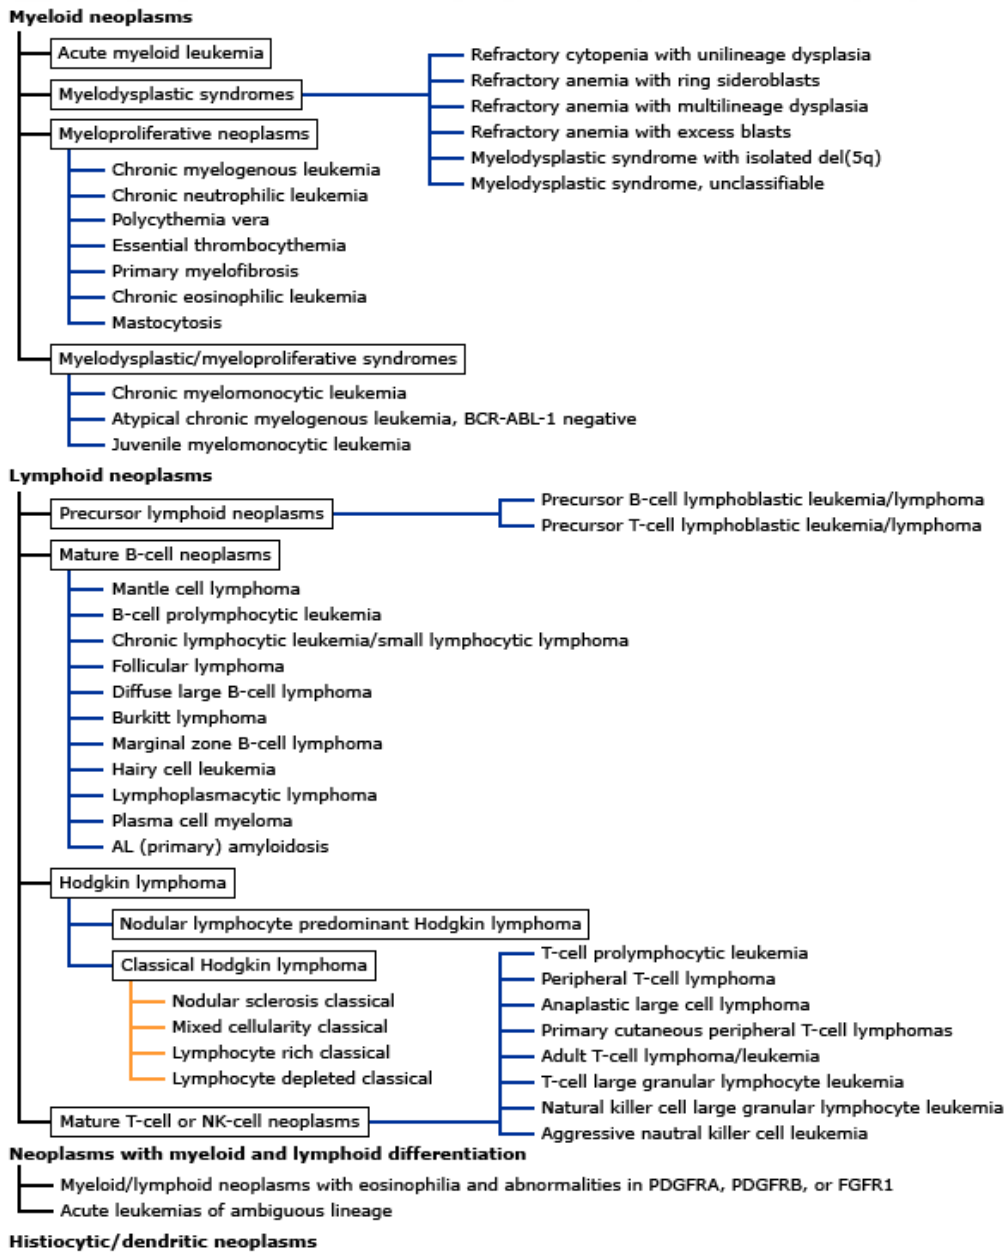 Myeloid neoplasms
Acute myeloid leukemia
Myelodysplastic syndromes
Refractory cytopenia with unilineage dysplasia
Refractory anemia with ring sideroblasts
Refractory anemia with multilineage dysplasia
Refractory anemia with excess blasts
Myelodysplastic syndrome with isolated del(5q)
Myelodysplastic syndrome, unclassifiable
Myeloproliferative neoplasms
Chronic myelogenous leukemia
Chronic neutrophilic leukemia
Polycythemia vera
Essential thrombocythemia
Primary myelofibrosis
Chronic eosinophilic leukemia
Mastocytosis
Myelodysplastic/myeloproliferative syndromes
Chronic myelomonocytic leukemia
Atypical chronic myelogenous leukemia, BCR-ABL-1 negative
Juvenile myelomonocytic leukemia
Lymphoid neoplasms
Precursor lymphoid neoplasms
Precursor B-cell lymphoblastic leukemia/lymphoma
Precursor T-cell lymphoblastic leukemia/lymphoma
Mature B-cell neoplasms
Mantle cell lymphoma
B-cell prolymphocytic leukemia
Chronic lymphocytic leukemia/small lymphocytic lymphoma
Follicular lymphoma
Diffuse large B-cell lymphoma
Burkitt lymphoma
Marginal zone B-cell lymphoma
Hairy cell leukemia
Lymphoplasmacytic lymphoma
Plasma cell myeloma
AL (primary) amyloidosis
Hodgkin lymphoma
Nodular lymphocyte predominant Hodgkin lymphoma
Classical Hodgkin lymphoma
Nodular sclerosis classical
Mixed cellularity classical
Lymphocyte rich classical
Lymphocyte depleted classical
Mature T-cell or NK-cell neoplasms
T-cell prolymphocytic leukemia
Peripheral T-cell lymphoma
Anaplastic large cell lymphoma
Primary cutaneous peripheral T-cell lymphomas
Adult T-cell lymphoma/leukemia
T-cell large granular lymphocyte leukemia
Natural killer cell large granular lymphocyte leukemia
Aggressive nautral killer cell leukemia
Neoplasms with myeloid and lymphoid differentiation
Myeloid/lymphoid neoplasms with eosinophilia and abnormalities in PDGFRA, PDGFRB, or FGFR1
Acute leukemias of ambiguous lineage
Histiocytic/dendritic neoplasms